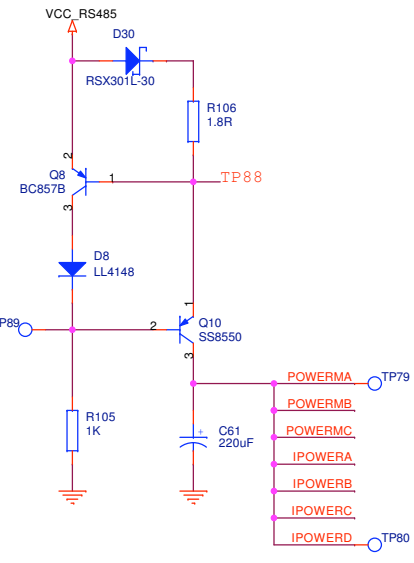 VCC_RS485
D30
RSX301L-30
R106
1.8R
2
Q8
BC857B
1
TP88
3
D8
LL4148
1
P89
2
Q10
SS8550
3
POWERMA
TP79
POWERMB
R105
1K
C61
220uF
+
POWERMC
IPOWERA
IPOWERB
IPOWERC
IPOWERD
TP80